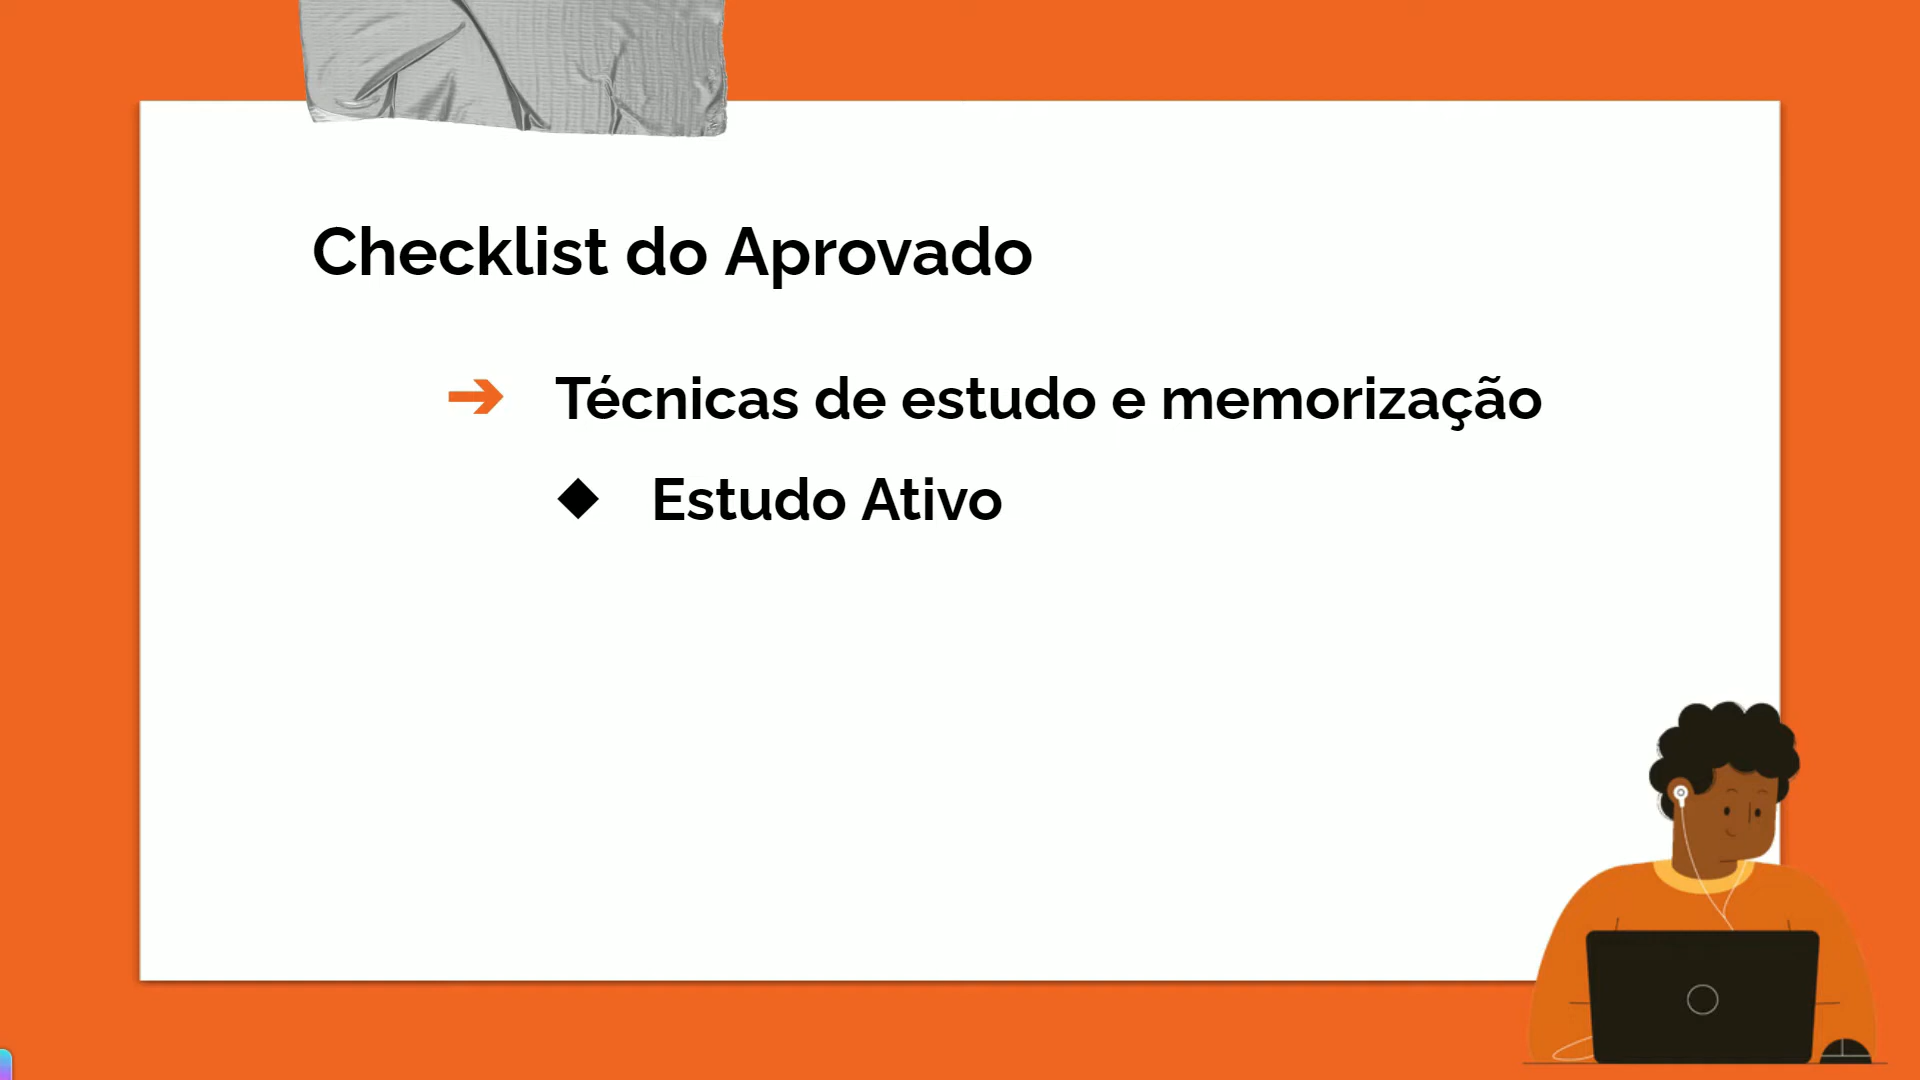 Checklist do Aprovado
➔ Técnicas de estudo e memorização
◆ Estudo Ativo